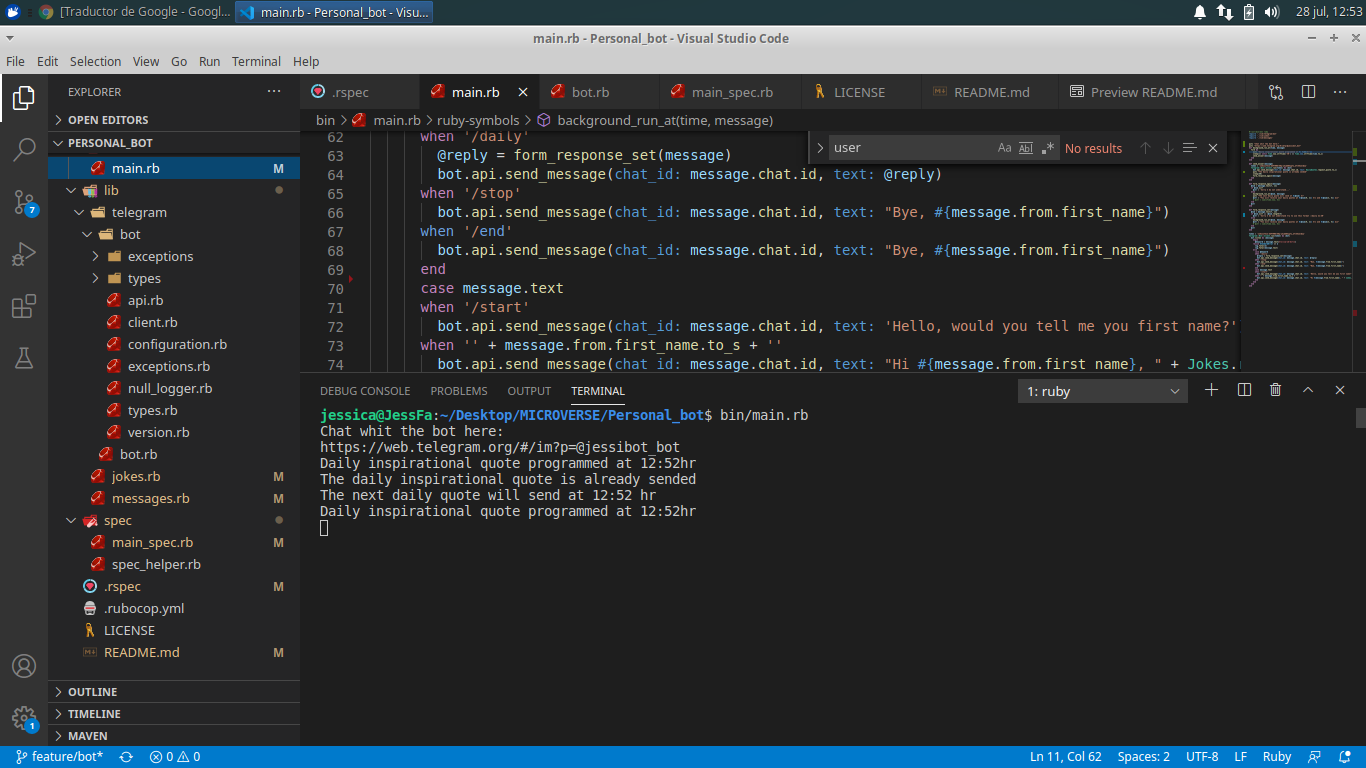 [Traductor de Google - Googl...
main.rb - Personal_bot - Visu...
28 jul, 12:53
main.rb - Personal_bot - Visual Studio Code
File Edit Selection View Go Run Terminal Help
EXPLORER
OPEN EDITORS
PERSONAL_BOT
main.rb M
lib
telegram
bot
exceptions
types
api.rb
client.rb
configuration.rb
exceptions.rb
null_logger.rb
types.rb
version.rb
bot.rb
jokes.rb M
messages.rb M
spec
main_spec.rb M
spec_helper.rb
.rspec M
.rubocop.yml
LICENSE
README.md M
OUTLINE
TIMELINE
MAVEN
7
1
.rspec main.rb bot.rb main_spec.rb LICENSE README.md Preview README.md
bin > main.rb > ruby-symbols > background_run_at(time, message)
user Aa Abl .* No results
62 when '/daily'
63 @reply = form_response_set(message)
64 bot.api.send_message(chat_id: message.chat.id, text: @reply)
65 when '/stop'
66 bot.api.send_message(chat_id: message.chat.id, text: "Bye, #{message.from.first_name}")
67 when '/end'
68 bot.api.send_message(chat_id: message.chat.id, text: "Bye, #{message.from.first_name}")
69 end
70 case message.text
71 when '/start'
72 bot.api.send_message(chat_id: message.chat.id, text: 'Hello, would you tell me you first name?'
73 when '' + message.from.first_name.to_s + ''
74 bot.api.send_message(chat_id: message.chat.id, text: "Hi #{message.from.first_name}, " + Jokes.
DEBUG CONSOLE PROBLEMS OUTPUT TERMINAL 1: ruby
jessica@JessFa:~/Desktop/MICROVERSE/Personal_bot$ bin/main.rb
Chat whit the bot here:
https://web.telegram.org/#/im?p=@jessibot_bot
Daily inspirational quote programmed at 12:52hr
The daily inspirational quote is already sended
The next daily quote will send at 12:52 hr
Daily inspirational quote programmed at 12:52hr
feature/bot* 0 0 Ln 11, Col 62 Spaces: 2 UTF-8 LF Ruby